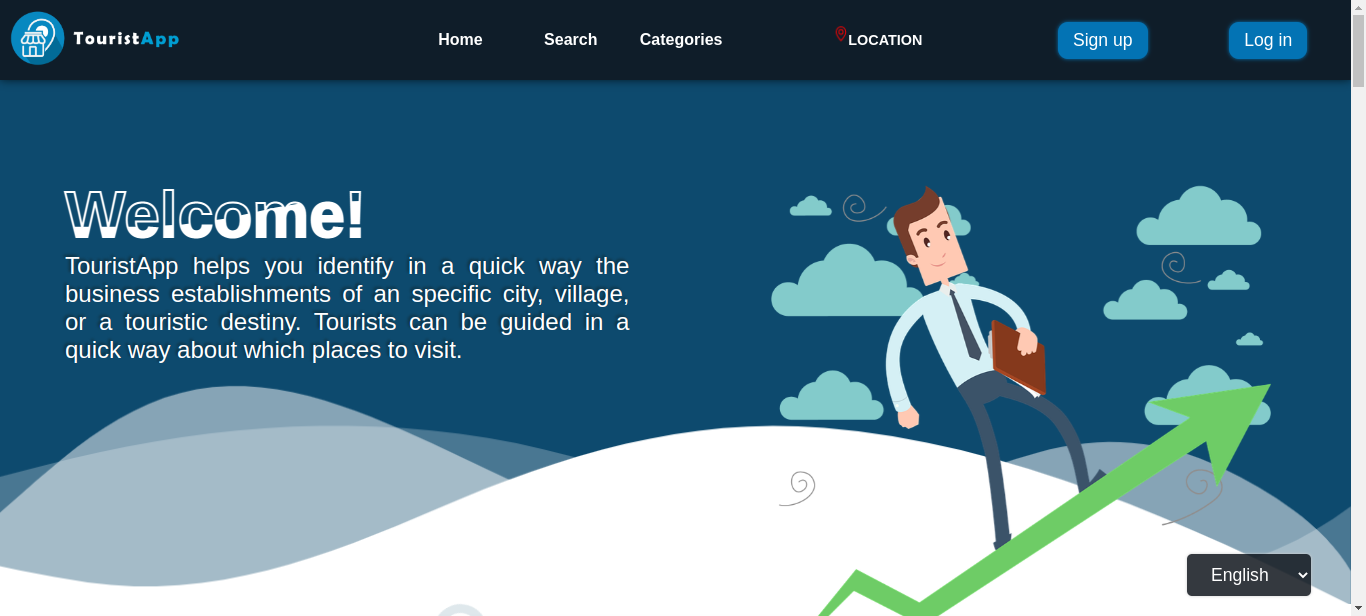 TouristApp
Home
Search
Categories
LOCATION
Sign up
Log in
Welcome!
TouristApp helps you identify in a quick way the
business establishments of an specific city, village,
or a touristic destiny. Tourists can be guided in a
quick way about which places to visit.
English